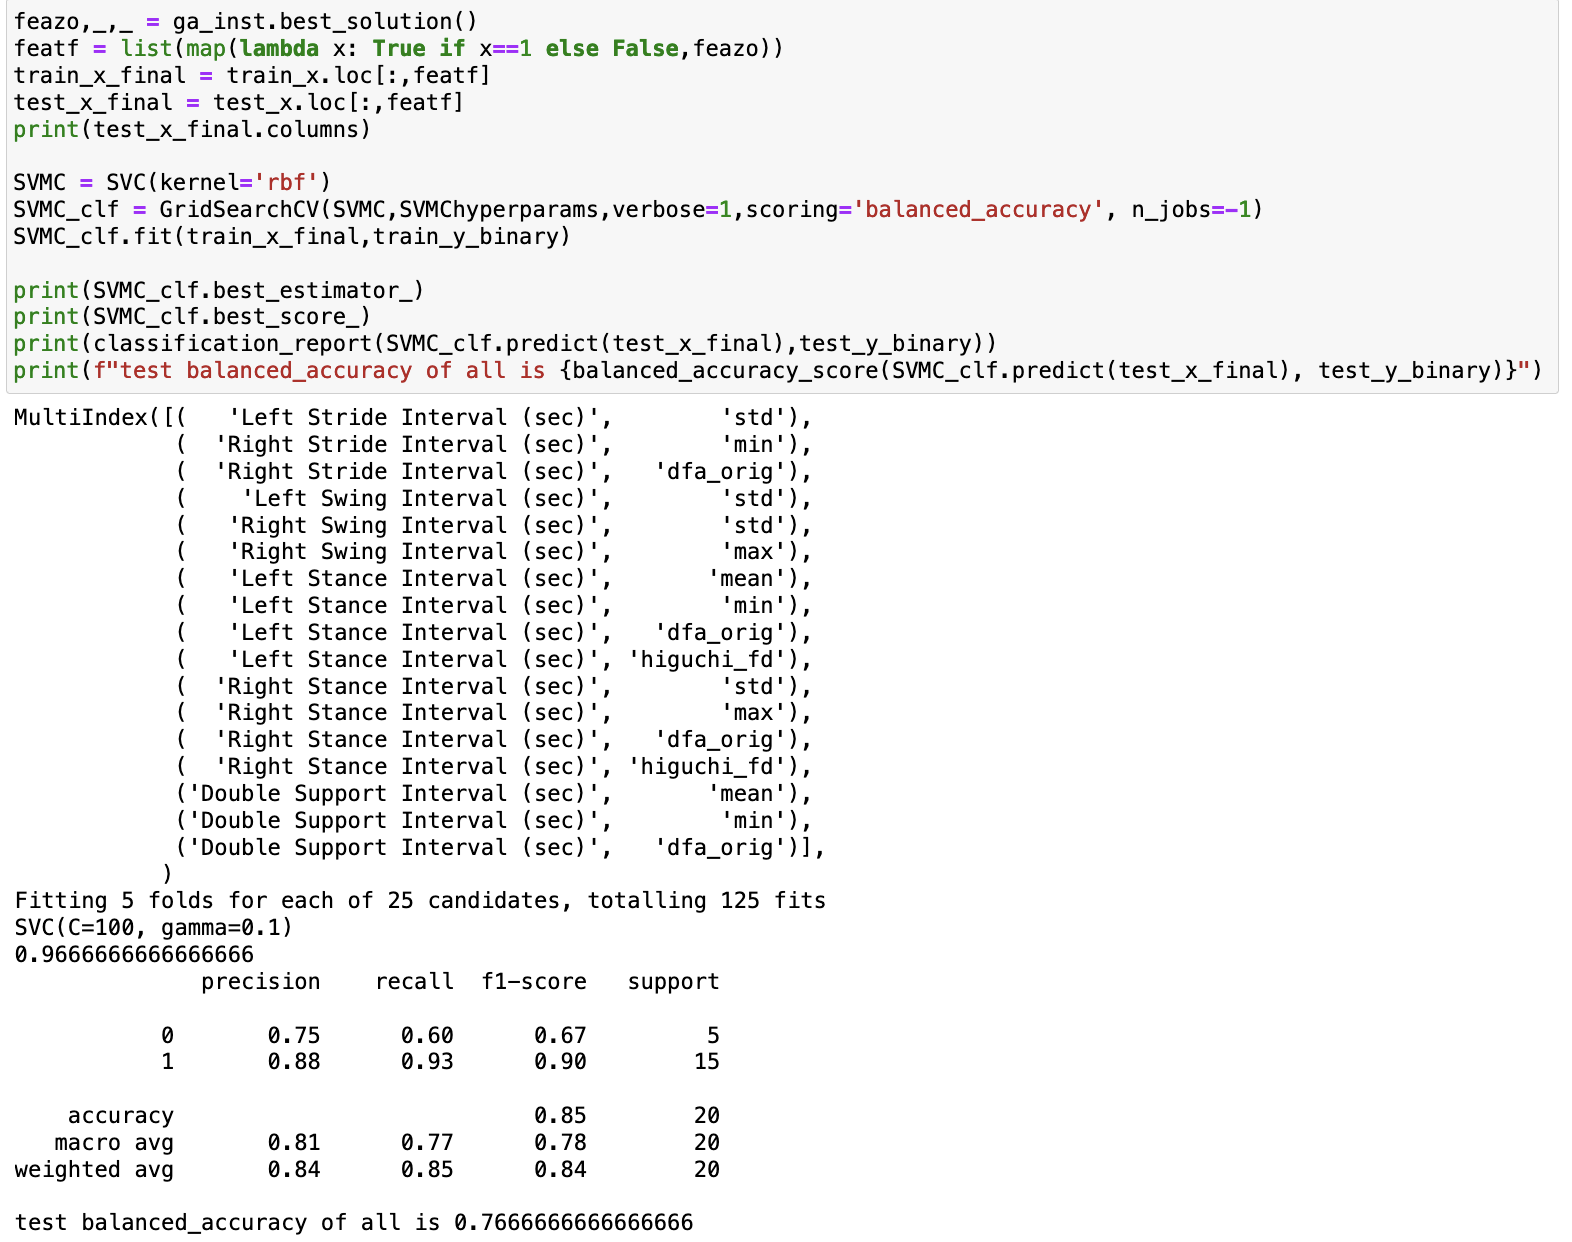 feazo,_,_ = ga_inst.best_solution()
featf = list(map(lambda x: True if x==1 else False,feazo))
train_x_final = train_x.loc[:,featf]
test_x_final = test_x.loc[:,featf]
print(test_x_final.columns)

SVMC = SVC(kernel='rbf')
SVMC_clf = GridSearchCV(SVMC,SVMChyperparams,verbose=1,scoring='balanced_accuracy', n_jobs=-1)
SVMC_clf.fit(train_x_final,train_y_binary)

print(SVMC_clf.best_estimator_)
print(SVMC_clf.best_score_)
print(classification_report(SVMC_clf.predict(test_x_final),test_y_binary))
print(f"test balanced_accuracy of all is {balanced_accuracy_score(SVMC_clf.predict(test_x_final), test_y_binary)}")
MultiIndex([(   'Left Stride Interval (sec)',        'std'),
            (  'Right Stride Interval (sec)',        'min'),
            (  'Right Stride Interval (sec)',   'dfa_orig'),
            (    'Left Swing Interval (sec)',        'std'),
            (   'Right Swing Interval (sec)',        'std'),
            (   'Right Swing Interval (sec)',        'max'),
            (   'Left Stance Interval (sec)',       'mean'),
            (   'Left Stance Interval (sec)',        'min'),
            (   'Left Stance Interval (sec)',   'dfa_orig'),
            (   'Left Stance Interval (sec)', 'higuchi_fd'),
            (  'Right Stance Interval (sec)',        'std'),
            (  'Right Stance Interval (sec)',        'max'),
            (  'Right Stance Interval (sec)',   'dfa_orig'),
            (  'Right Stance Interval (sec)', 'higuchi_fd'),
            ('Double Support Interval (sec)',       'mean'),
            ('Double Support Interval (sec)',        'min'),
            ('Double Support Interval (sec)',   'dfa_orig')],
           )
Fitting 5 folds for each of 25 candidates, totalling 125 fits
SVC(C=100, gamma=0.1)
0.9666666666666666
              precision    recall  f1-score   support

           0       0.75      0.60      0.67         5
           1       0.88      0.93      0.90        15

    accuracy                           0.85        20
   macro avg       0.81      0.77      0.78        20
weighted avg       0.84      0.85      0.84        20

test balanced_accuracy of all is 0.7666666666666666